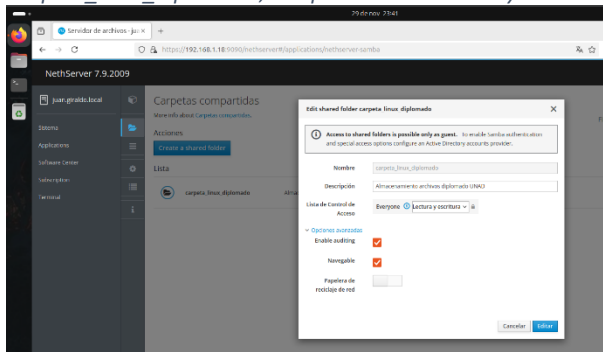 29 de nov 23:41
Servidor de archivos - jua
https://192.168.1.18:9090/nethserver#/applications/nethserver-samba
NethServer 7.9.2009
juan.giraldo.local
Sistema
Applications
Software Center
Subscription
Terminal
Carpetas compartidas
More info about Carpetas compartidas.
Acciones
Create a shared folder
Lista
carpeta_linux_diplomado
Alma
Edit shared folder carpeta_linux_diplomado
Access to shared folders is possible only as guest. To enable Samba authentication
and special access options configure an Active Directory accounts provider.
Nombre
carpeta_linux_diplomado
Descripción
Almacenamiento archivos diplomado UNAD
Lista de Control de
Acceso
Everyone
Lectura y escritura
Opciones avanzadas
Enable auditing
Navegable
Papelera de
reciclaje de red
Cancelar
Editar